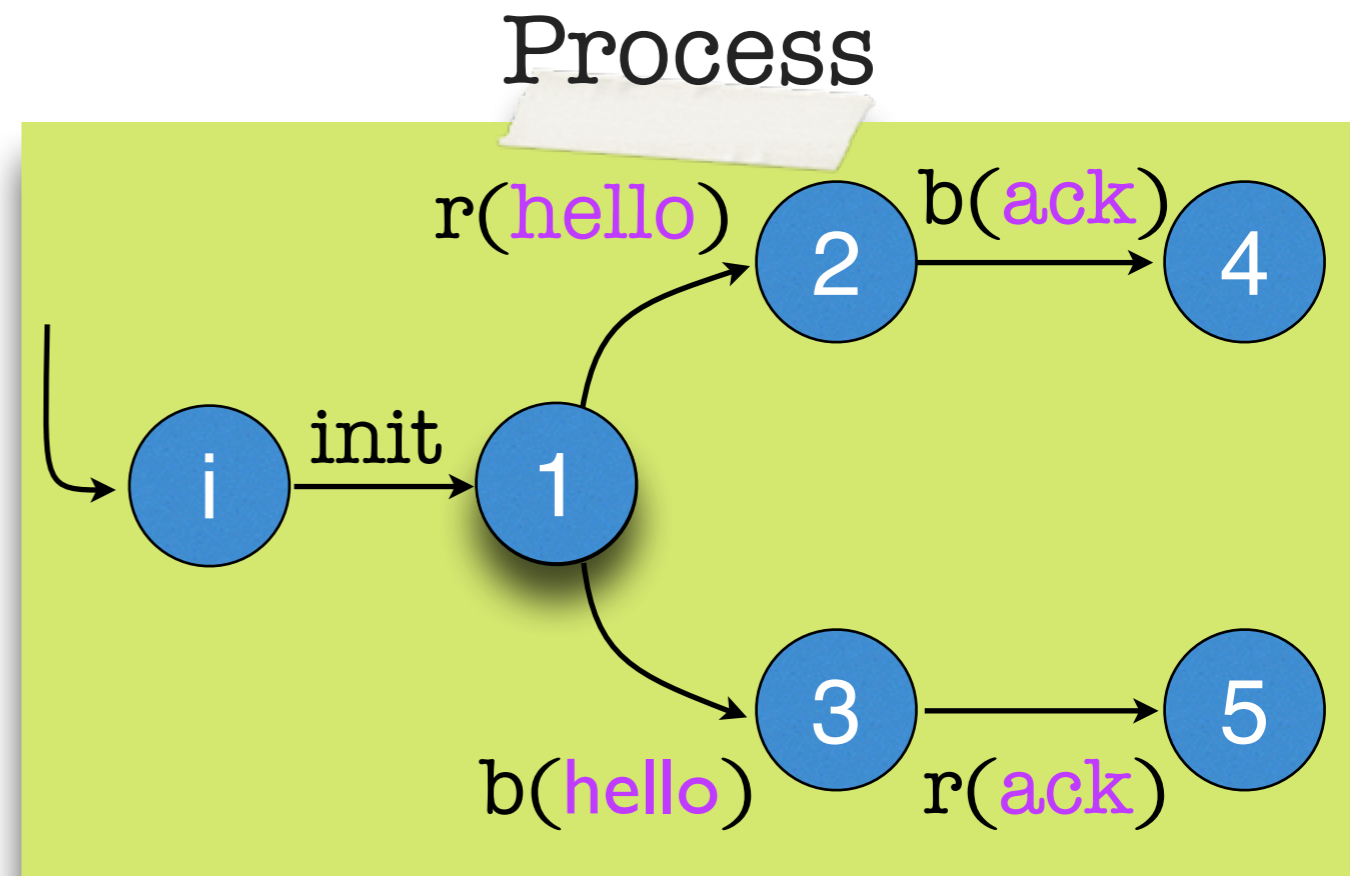 Process
r(hello)
b(ack)
2
4
init
i
1
3
5
b(hello)
r(ack)